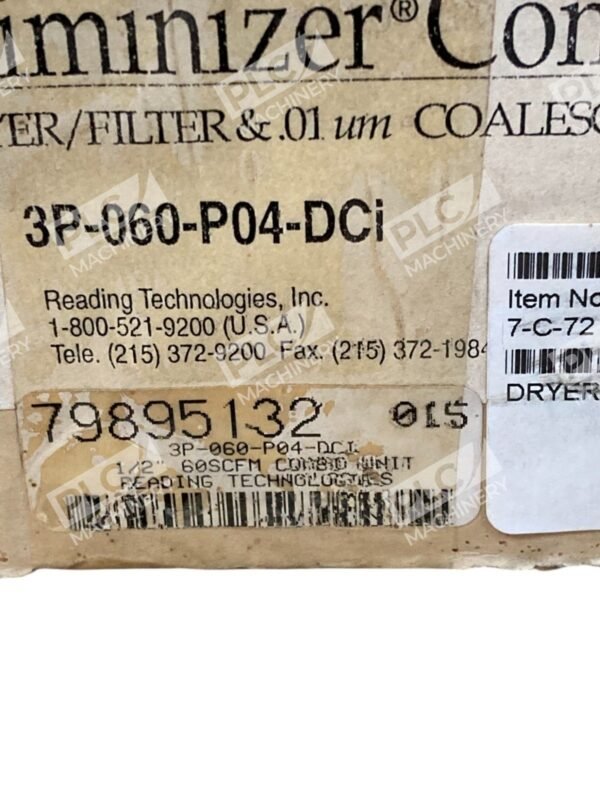 uminizer® Con
YER/FILTER & .01 um COALESC
3P-060-P04-DCi
Reading Technologies, Inc.
1-800-521-9200 (U.S.A.)
Tele. (215) 372-9200 Fax. (215) 372-1984
79895132 015
3P-060-P04-DCI
1/2" 60SCFM COMBO UNIT
READING TECHNOLOGIES
Item No
7-C-72
DRYER
PLC MACHINERY